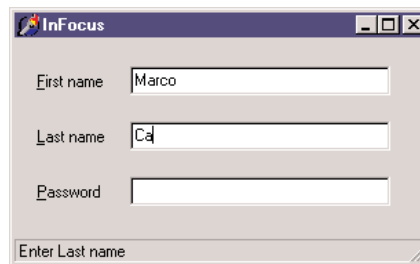 InFocus
First name Marco
Last name Ca
Password
Enter Last name